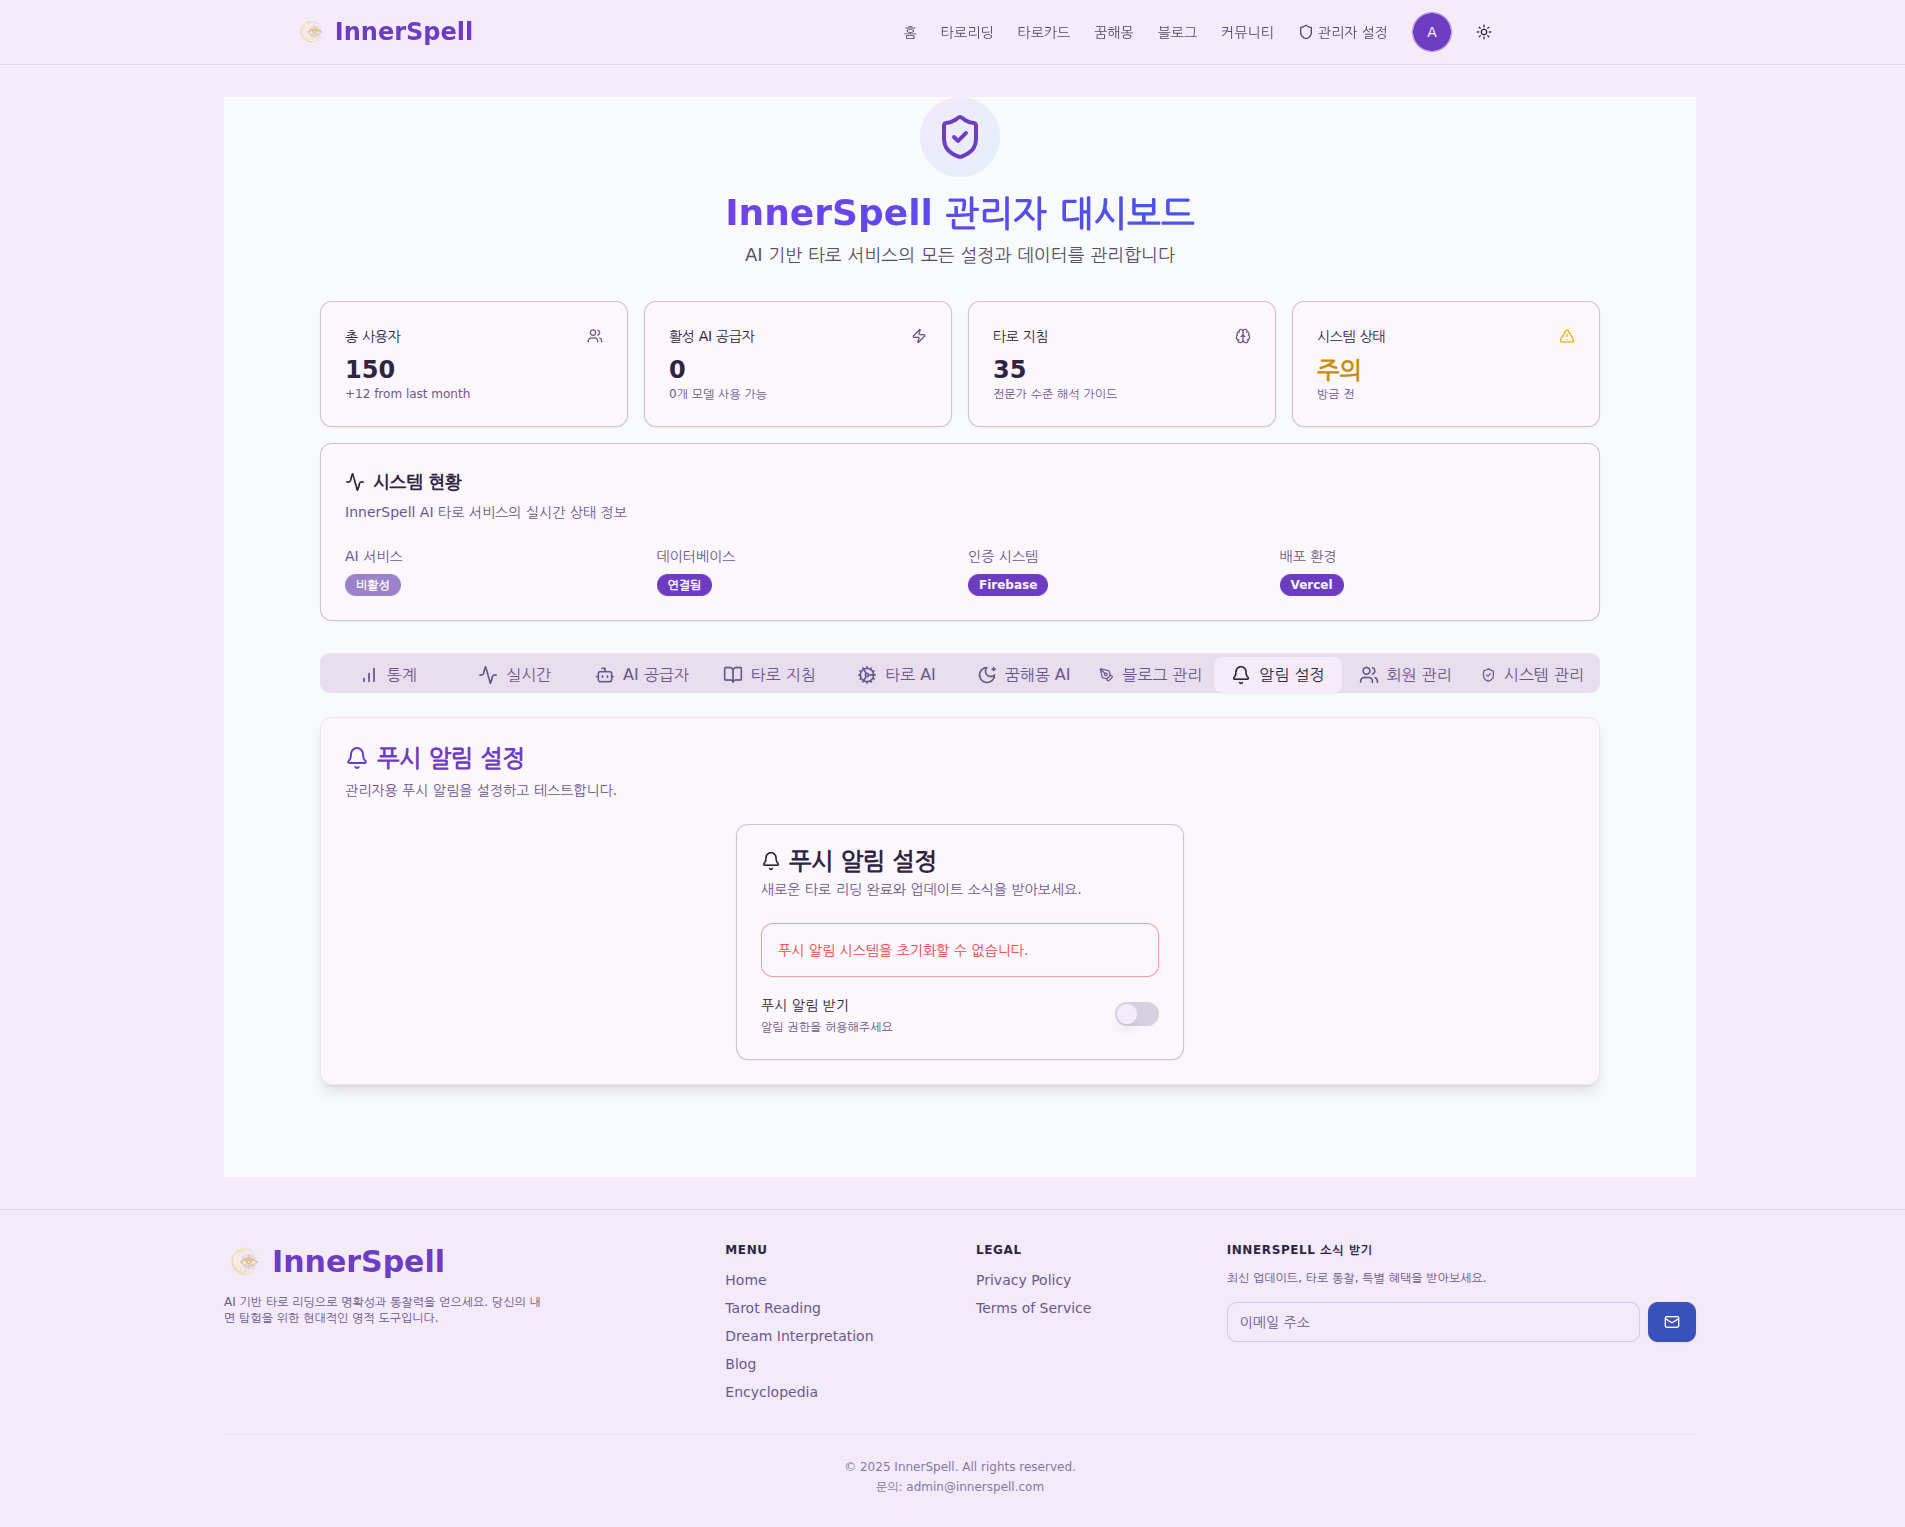 InnerSpell
홈
타로리딩
타로카드
꿈해몽
블로그
커뮤니티
관리자 설정
A
InnerSpell 관리자 대시보드
AI 기반 타로 서비스의 모든 설정과 데이터를 관리합니다
총 사용자
150
+12 from last month
활성 AI 공급자
0
0개 모델 사용 가능
타로 지침
35
전문가 수준 해석 가이드
시스템 상태
주의
방금 전
시스템 현황
InnerSpell AI 타로 서비스의 실시간 상태 정보
AI 서비스
비활성
데이터베이스
연결됨
인증 시스템
Firebase
배포 환경
Vercel
통계
실시간
AI 공급자
타로 지침
타로 AI
꿈해몽 AI
블로그 관리
알림 설정
회원 관리
시스템 관리
푸시 알림 설정
관리자용 푸시 알림을 설정하고 테스트합니다.
푸시 알림 설정
새로운 타로 리딩 완료와 업데이트 소식을 받아보세요.
푸시 알림 시스템을 초기화할 수 없습니다.
푸시 알림 받기
알림 권한을 허용해주세요
InnerSpell
AI 기반 타로 리딩으로 명확성과 통찰력을 얻으세요. 당신의 내
면 탐험을 위한 현대적인 영적 도구입니다.
MENU
Home
Tarot Reading
Dream Interpretation
Blog
Encyclopedia
LEGAL
Privacy Policy
Terms of Service
INNERSPELL 소식 받기
최신 업데이트, 타로 통찰, 특별 혜택을 받아보세요.
이메일 주소
© 2025 InnerSpell. All rights reserved.
문의: admin@innerspell.com